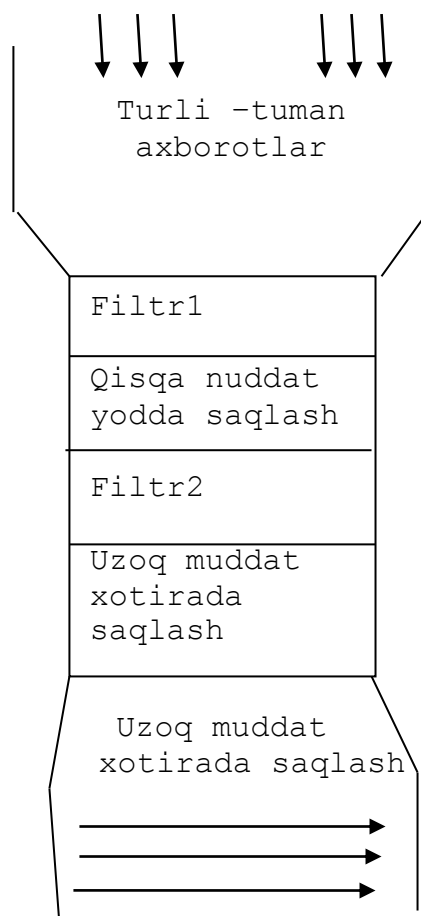 Turli –tuman
axborotlar
Filtr1
Qisqa nuddat
yodda saqlash
Filtr2
Uzoq muddat
xotirada
saqlash
Uzoq muddat
xotirada saqlash